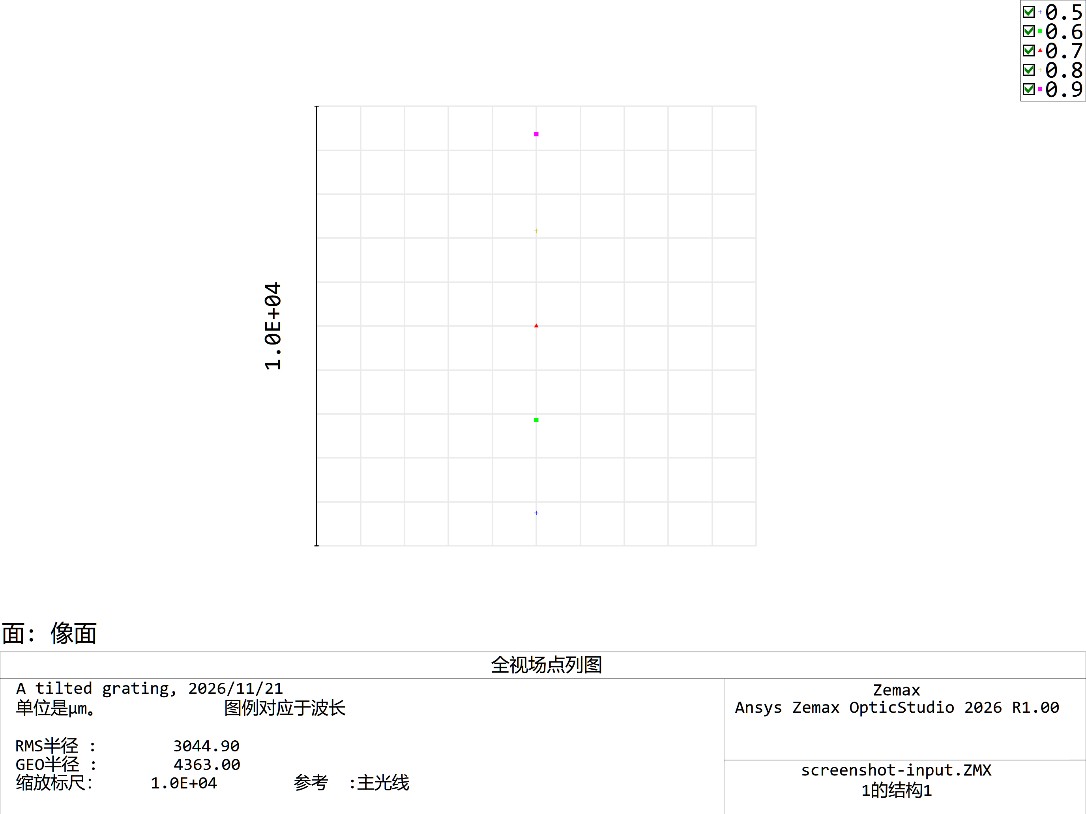 0.5
0.6
0.7
0.8
0.9
1.0E+04
面: 像面
全视场点列图
A tilted grating, 2026/11/21
单位是µm。 图例对应于波长
RMS半径 : 3044.90
GEO半径 : 4363.00
缩放标尺: 1.0E+04 参考 :主光线
Zemax
Ansys Zemax OpticStudio 2026 R1.00
screenshot-input.ZMX
1的结构1